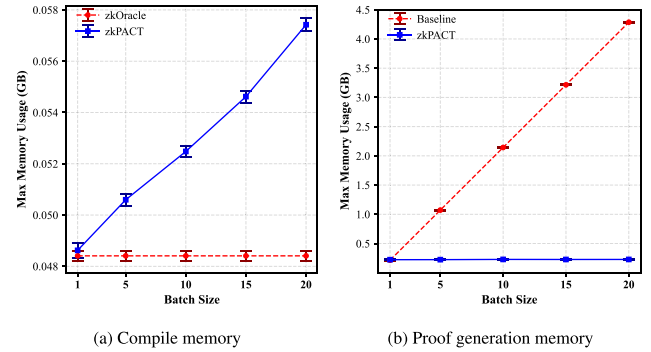 zkOracle
zkPACT
Max Memory Usage (GB)
0.058
0.056
0.054
0.052
0.050
0.048
1 5 10 15 20
Batch Size
(a) Compile memory
Baseline
zkPACT
Max Memory Usage (GB)
4.5
4.0
3.5
3.0
2.5
2.0
1.5
1.0
0.5
1 5 10 15 20
Batch Size
(b) Proof generation memory